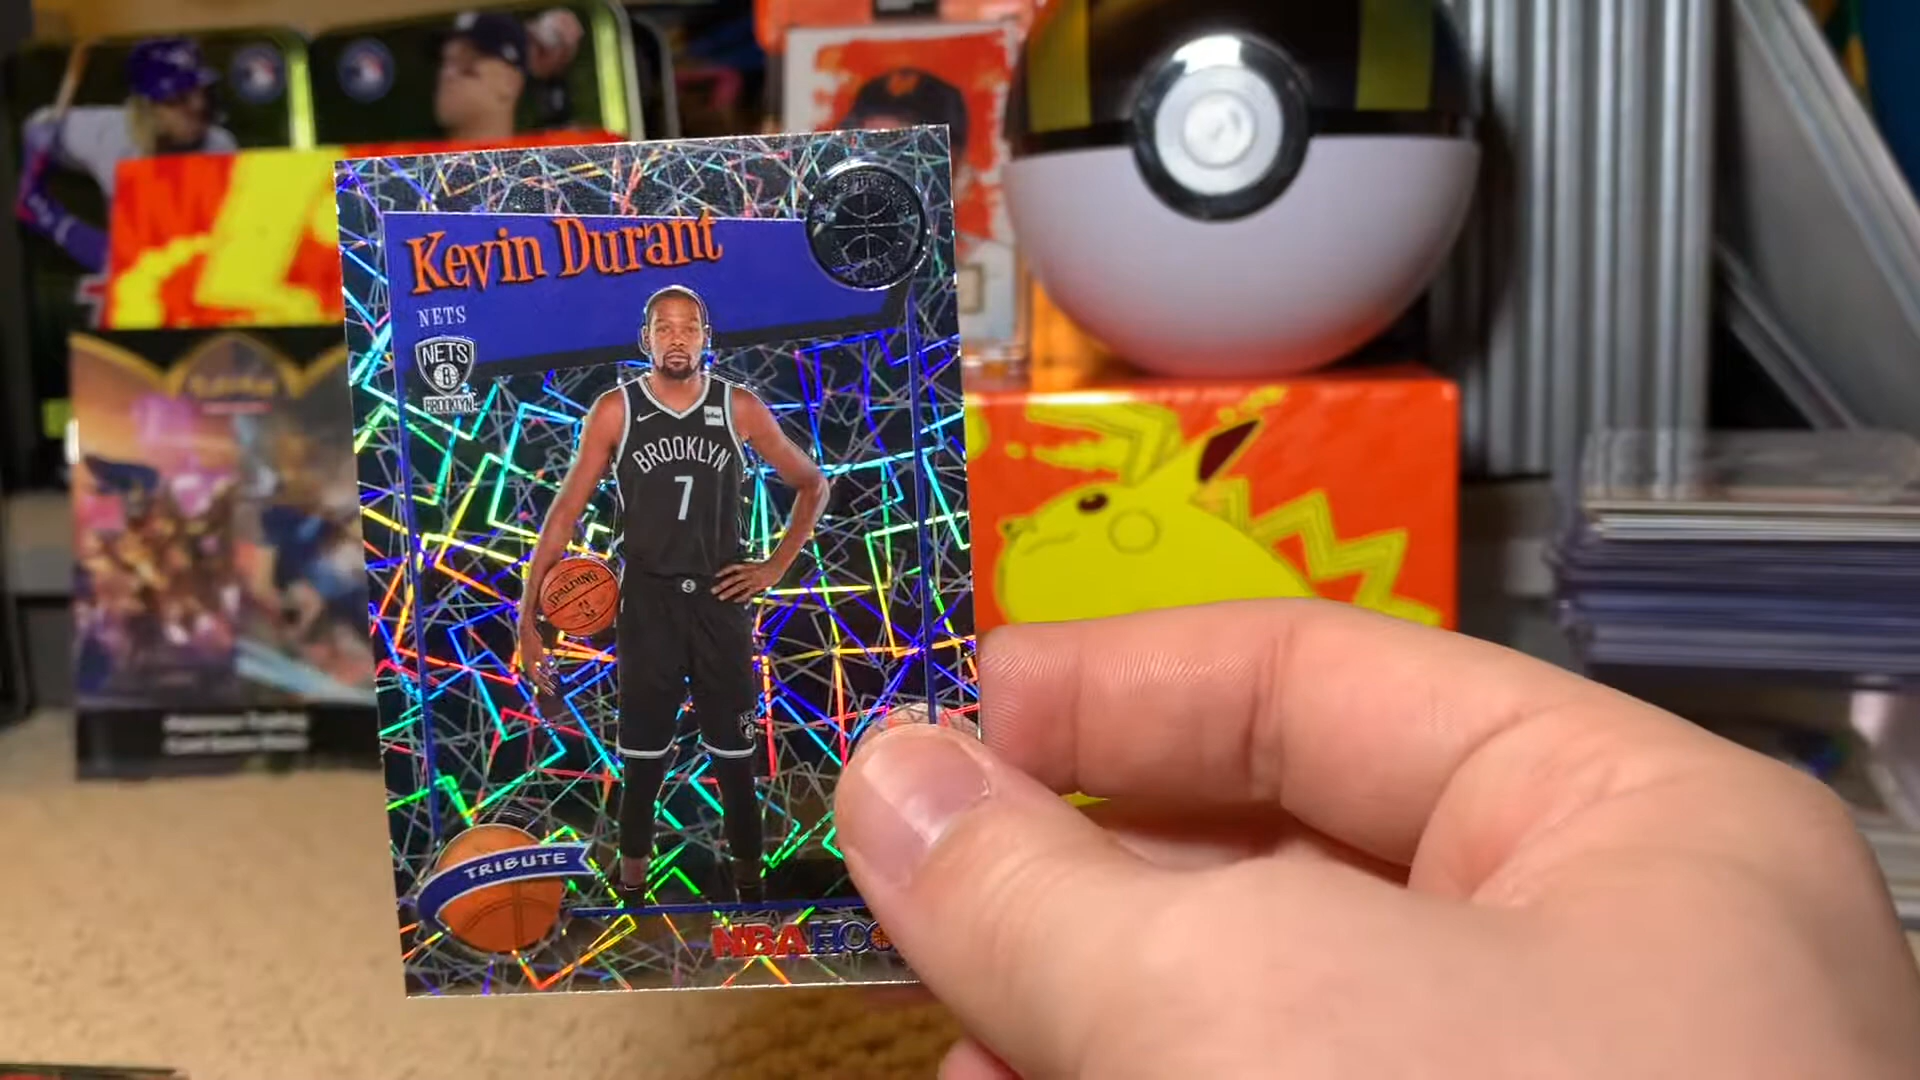 Kevin Durant
NETS
NETS
B
BROOKLYN
BROOKLYN
7
SPALDING
TRIBUTE
NBA HOO